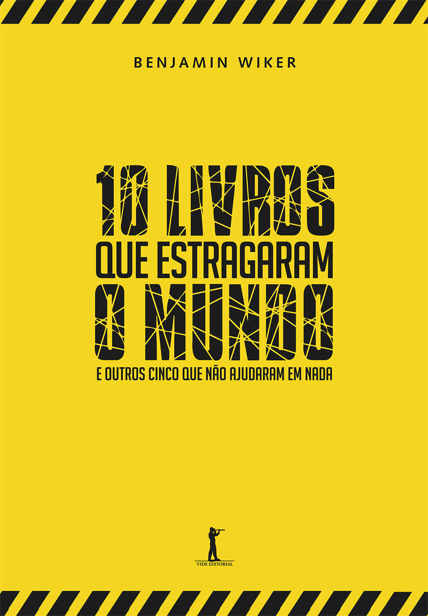 BENJAMIN WIKER
10 LIVROS
QUE ESTRAGARAM
O MUNDO
E OUTROS CINCO QUE NÃO AJUDARAM EM NADA
VIDE EDITORIAL